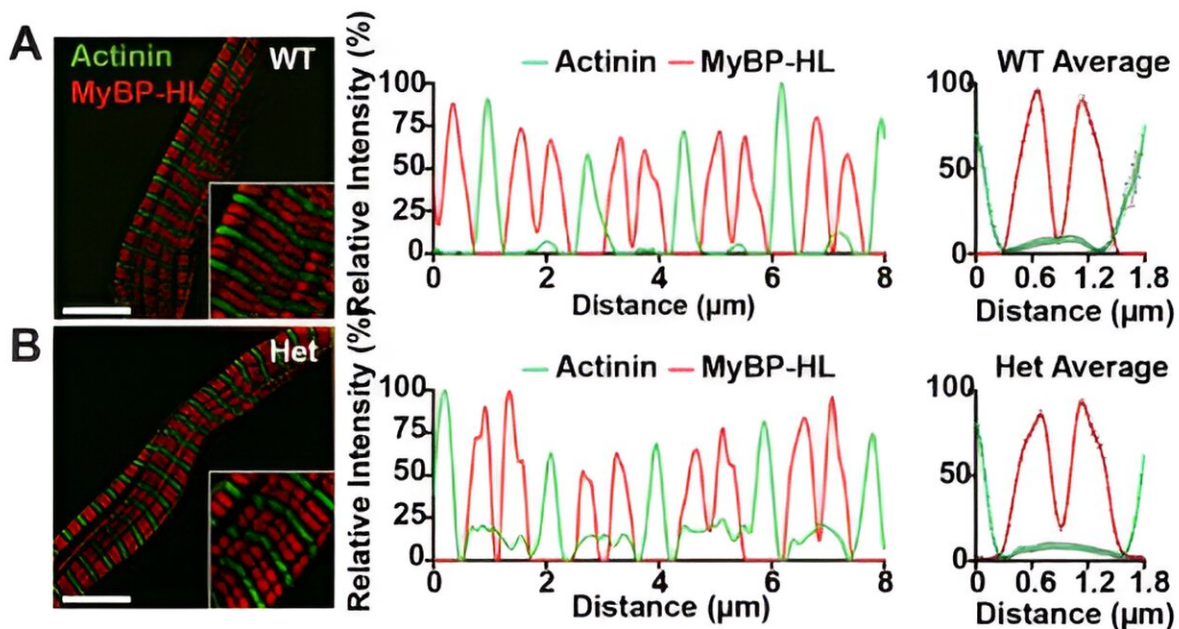 A
Actinin
MyBP-HL
WT
Relative Intensity (%)
100
75
50
25
0
Actinin
MyBP-HL
0
2
4
6
8
Distance (µm)
WT Average
100
50
0
0
0.6
1.2
1.8
Distance (µm)
B
Het
Relative Intensity (%)
100
75
50
25
0
Actinin
MyBP-HL
0
2
4
6
8
Distance (µm)
Het Average
100
50
0
0
0.6
1.2
1.8
Distance (µm)